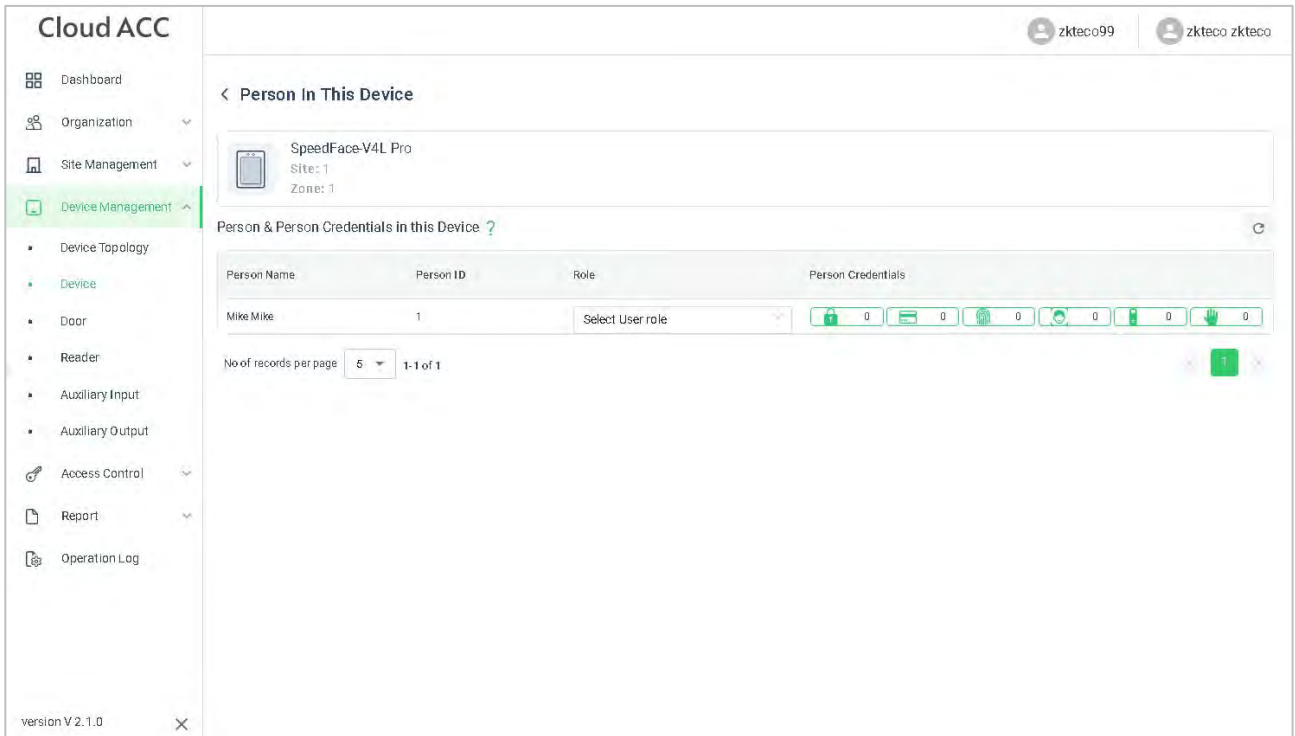 Cloud ACC
zkteco99
zkteco zkteco
Dashboard
Organization
Site Management
Device Management
Device Topology
Device
Door
Reader
Auxiliary Input
Auxiliary Output
Access Control
Report
Operation Log
version V 2.1.0
< Person In This Device
SpeedFace-V4L Pro
Site: 1
Zone: 1
Person & Person Credentials in this Device ?
Person Name Person ID Role Person Credentials
Mike Mike 1 Select User role 0 0 0 0 0 0
No of records per page 5 1-1 of 1 1